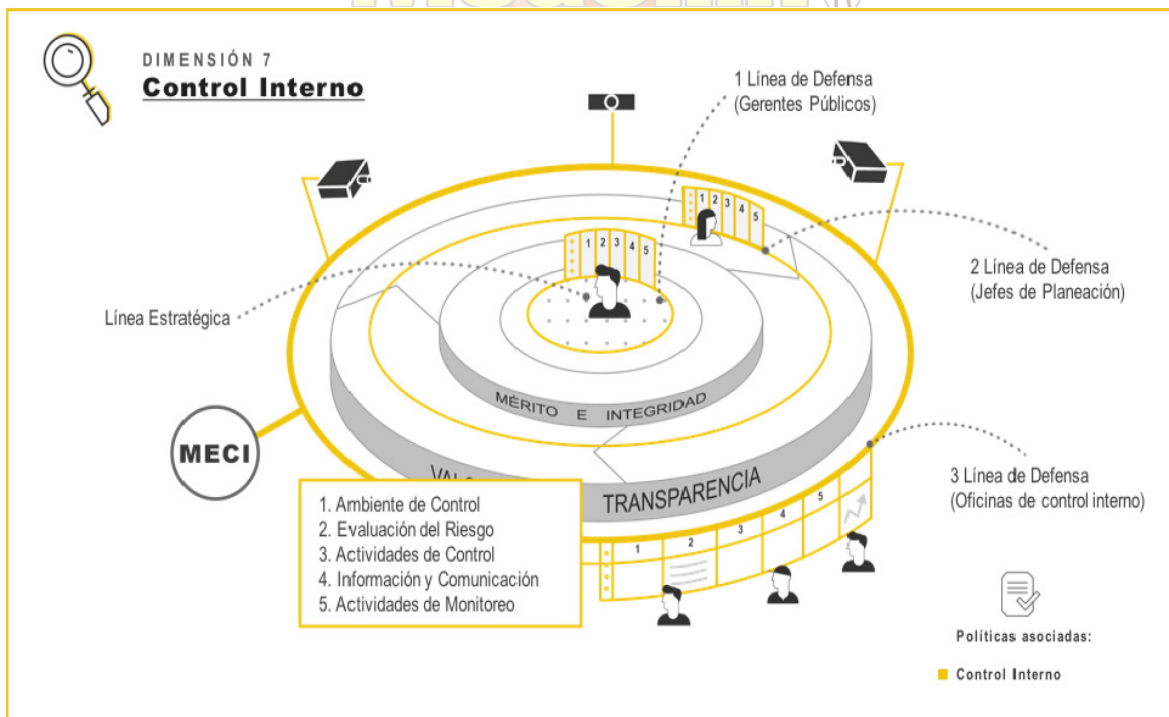 DIMENSIÓN 7
Control Interno
1 Línea de Defensa
(Gerentes Públicos)
1 2 3 4 5
1 2 3 4 5
2 Línea de Defensa
(Jefes de Planeación)
Línea Estratégica
MÉRITO E INTEGRIDAD
MECI
TRANSPARENCIA
3 Línea de Defensa
(Oficinas de control interno)
1. Ambiente de Control
2. Evaluación del Riesgo
3. Actividades de Control
4. Información y Comunicación
5. Actividades de Monitoreo
1 2 3 4 5
Políticas asociadas:
Control Interno